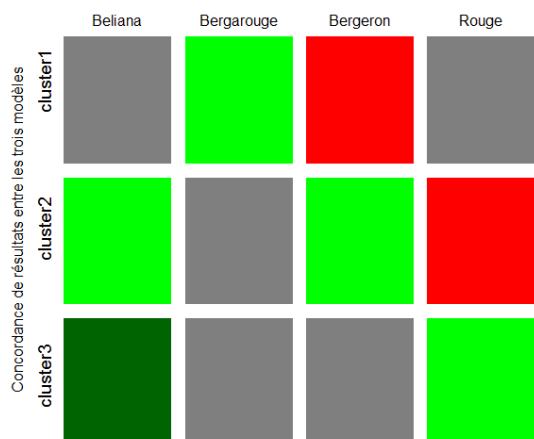 Beliana Bergarouge Bergeron Rouge
Concordance de résultats entre les trois modèles
cluster1
cluster2
cluster3